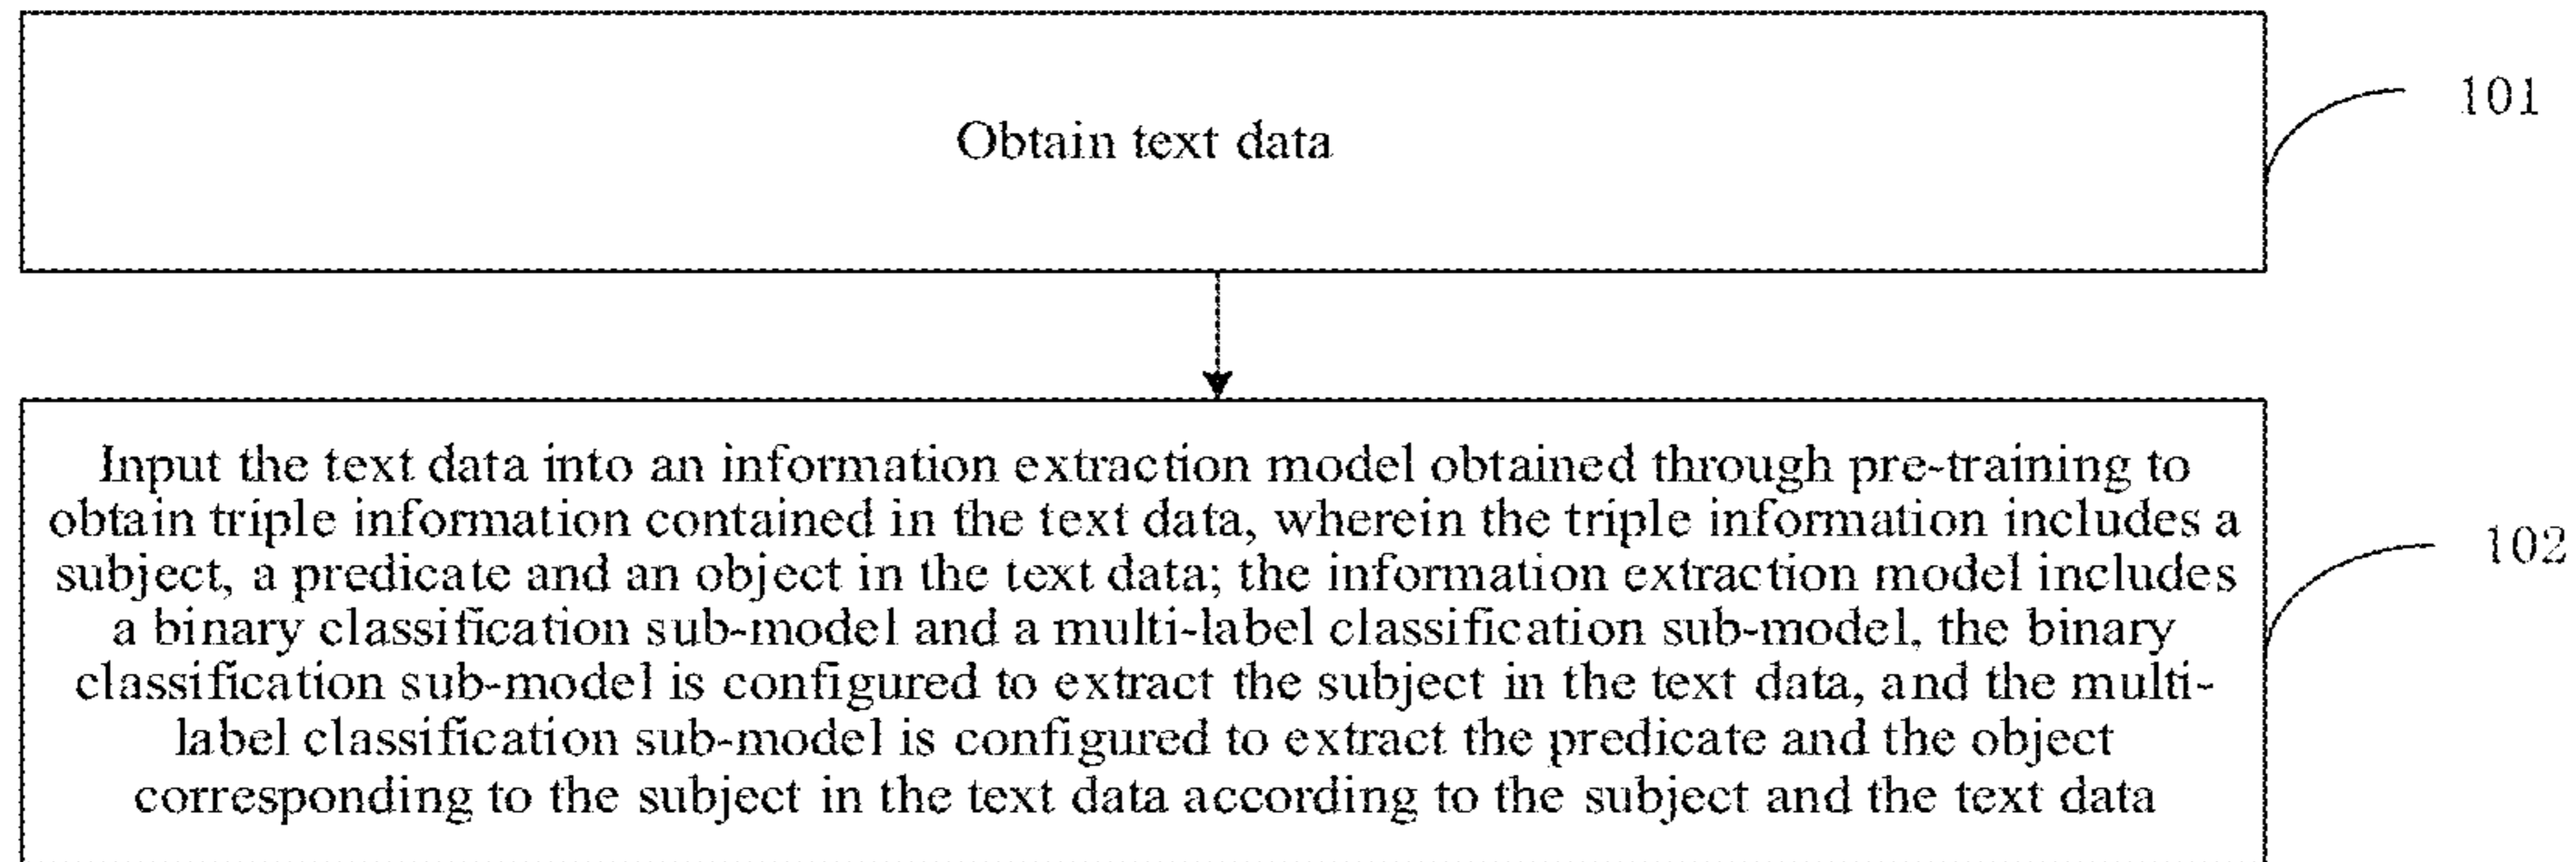 Obtain text data
101
Input the text data into an information extraction model obtained through pre-training to
obtain triple information contained in the text data, wherein the triple information includes a
subject, a predicate and an object in the text data; the information extraction model includes
a binary classification sub-model and a multi-label classification sub-model, the binary
classification sub-model is configured to extract the subject in the text data, and the multi-
label classification sub-model is configured to extract the predicate and the object
corresponding to the subject in the text data according to the subject and the text data
102